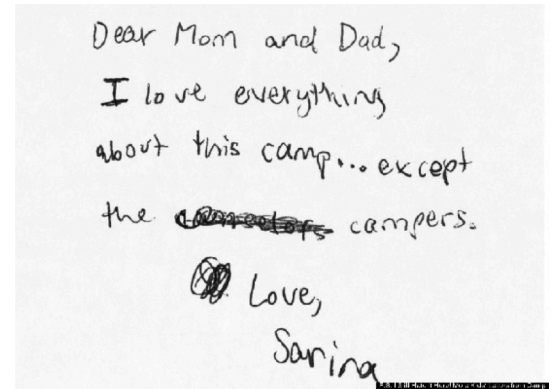 Dear Mom and Dad,
I love everything
about this camp... except
the campers.
Love,
Sarina